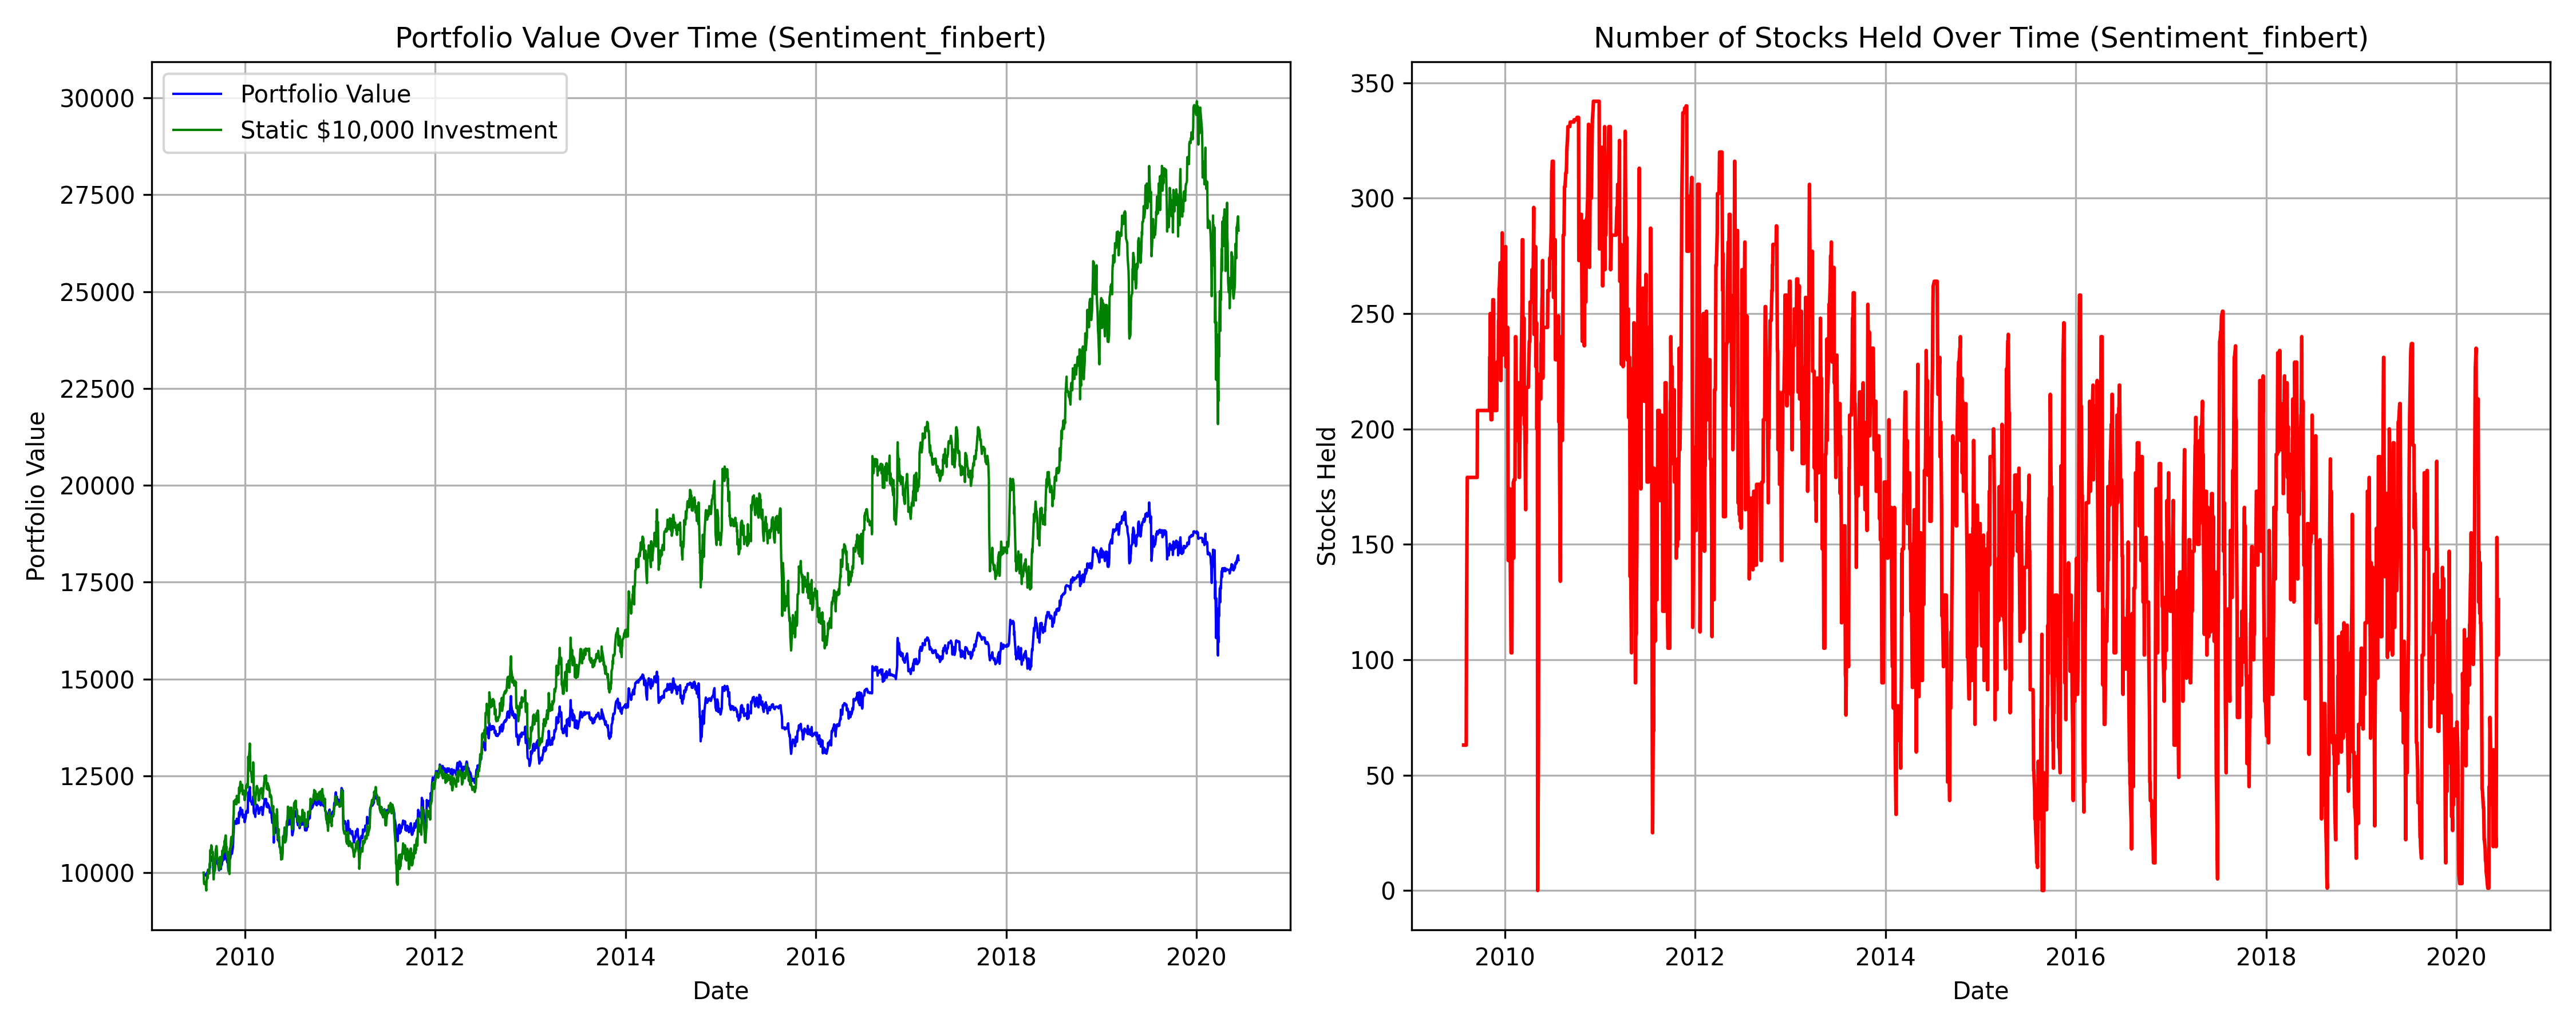 Portfolio Value Over Time (Sentiment_finbert)
Portfolio Value
Static $10,000 Investment
30000
27500
25000
22500
20000
17500
15000
12500
10000
Portfolio Value
2010 2012 2014 2016 2018 2020
Date
Number of Stocks Held Over Time (Sentiment_finbert)
350
300
250
200
150
100
50
0
Stocks Held
2010 2012 2014 2016 2018 2020
Date